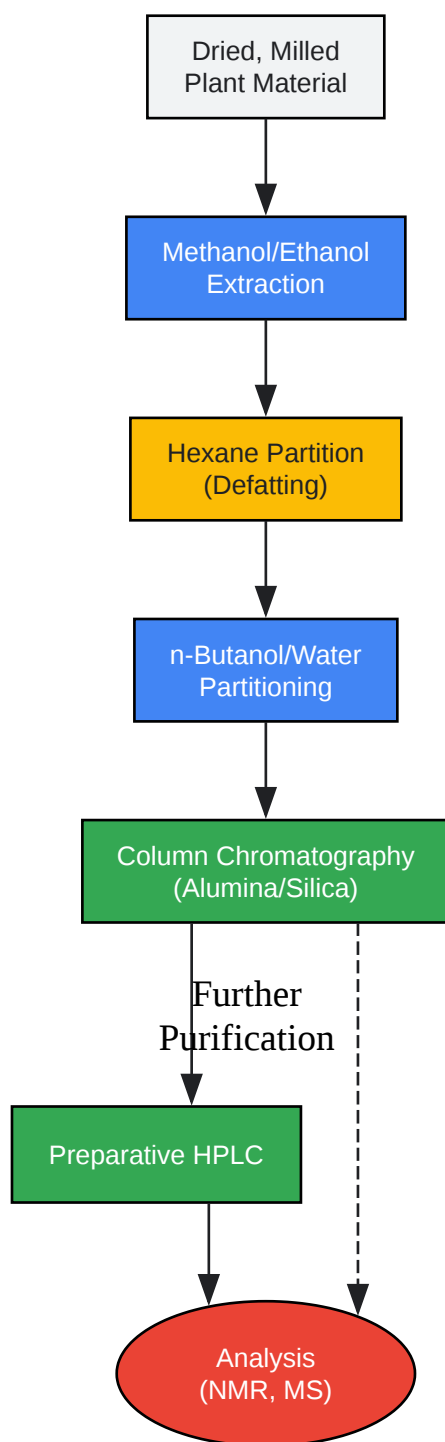 Dried, Milled
Plant Material
Methanol/Ethanol
Extraction
Hexane Partition
(Defatting)
n-Butanol/Water
Partitioning
Column Chromatography
(Alumina/Silica)
Further
Purification
Preparative HPLC
Analysis
(NMR, MS)